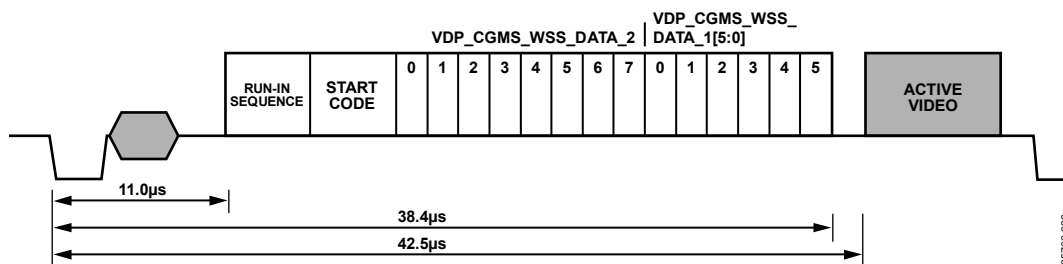 VDP_CGMS_WSS_DATA_2
VDP_CGMS_WSS_
DATA_1[5:0]
RUN-IN
SEQUENCE
START
CODE
0 1 2 3 4 5 6 7 0 1 2 3 4 5
ACTIVE
VIDEO
11.0µs
38.4µs
42.5µs